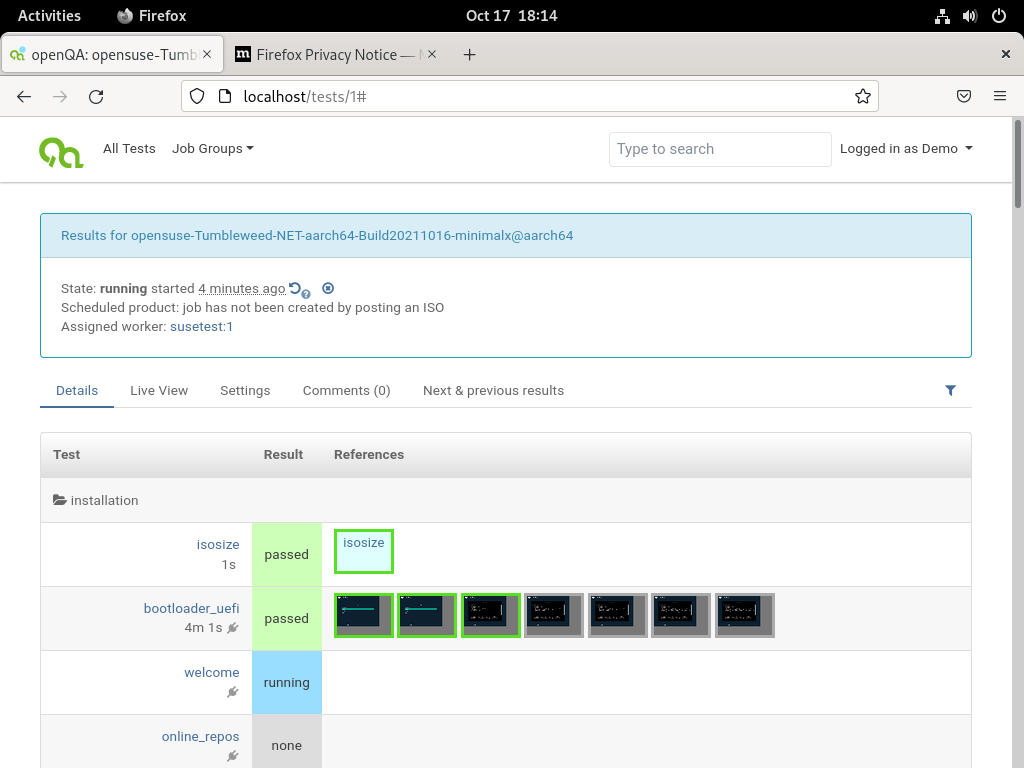 Activities Firefox Oct 17 18:14
openQA: opensuse-Tumb Firefox Privacy Notice — M
localhost/tests/1#
All Tests Job Groups Type to search Logged in as Demo
Results for opensuse-Tumbleweed-NET-aarch64-Build20211016-minimalx@aarch64
State: running started 4 minutes ago
Scheduled product: job has not been created by posting an ISO
Assigned worker: susetest:1
Details Live View Settings Comments (0) Next & previous results
Test Result References
installation
isosize passed isosize
1s
bootloader_uefi passed
4m 1s
welcome running
online_repos none